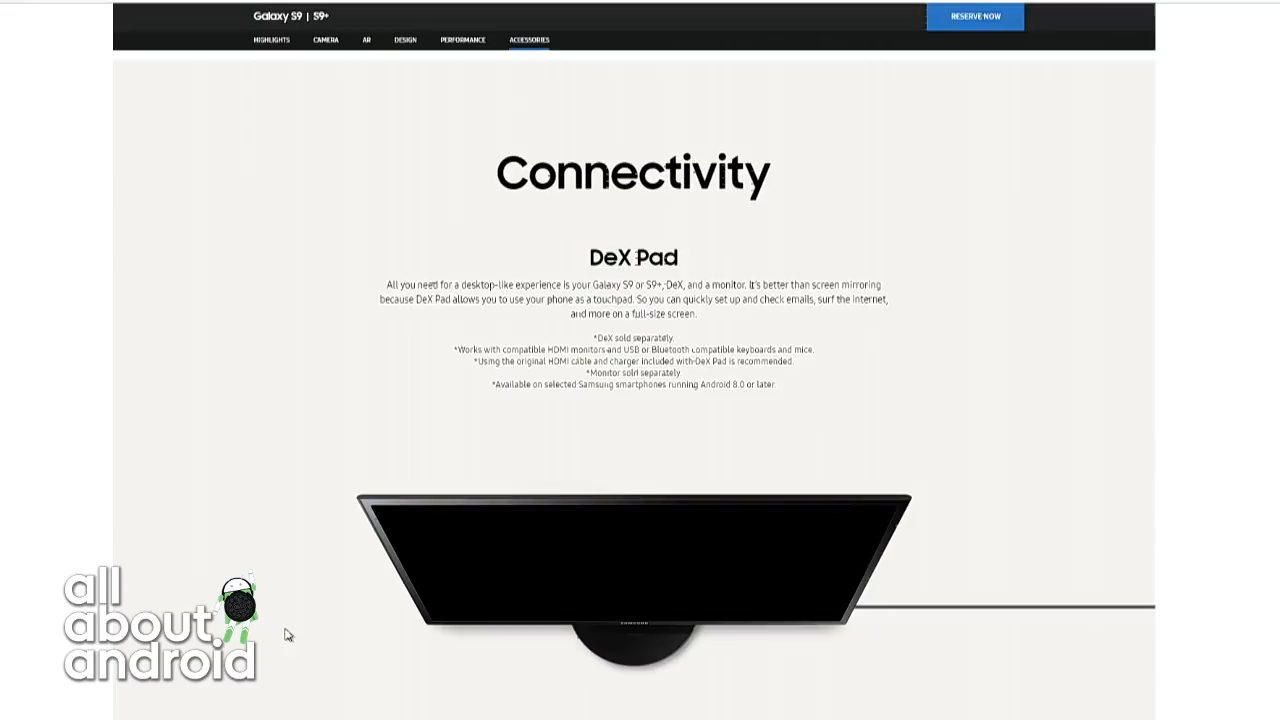 Galaxy S9 | S9+
RESERVE NOW
HIGHLIGHTS CAMERA AR DESIGN PERFORMANCE ACCESSORIES
Connectivity
DeX Pad
All you need for a desktop-like experience is your Galaxy S9 or S9+, DeX, and a monitor. It's better than screen mirroring
because DeX Pad allows you to use your phone as a touchpad. So you can quickly set up and check emails, surf the Internet,
and more on a full-size screen.
*DeX sold separately.
*Works with compatible HDMI monitors and USB or Bluetooth compatible keyboards and mice.
*Using the original HDMI cable and charger included with DeX Pad is recommended.
*Monitor sold separately.
*Available on selected Samsung smartphones running Android 8.0 or later.
SAMSUNG
all
about
android